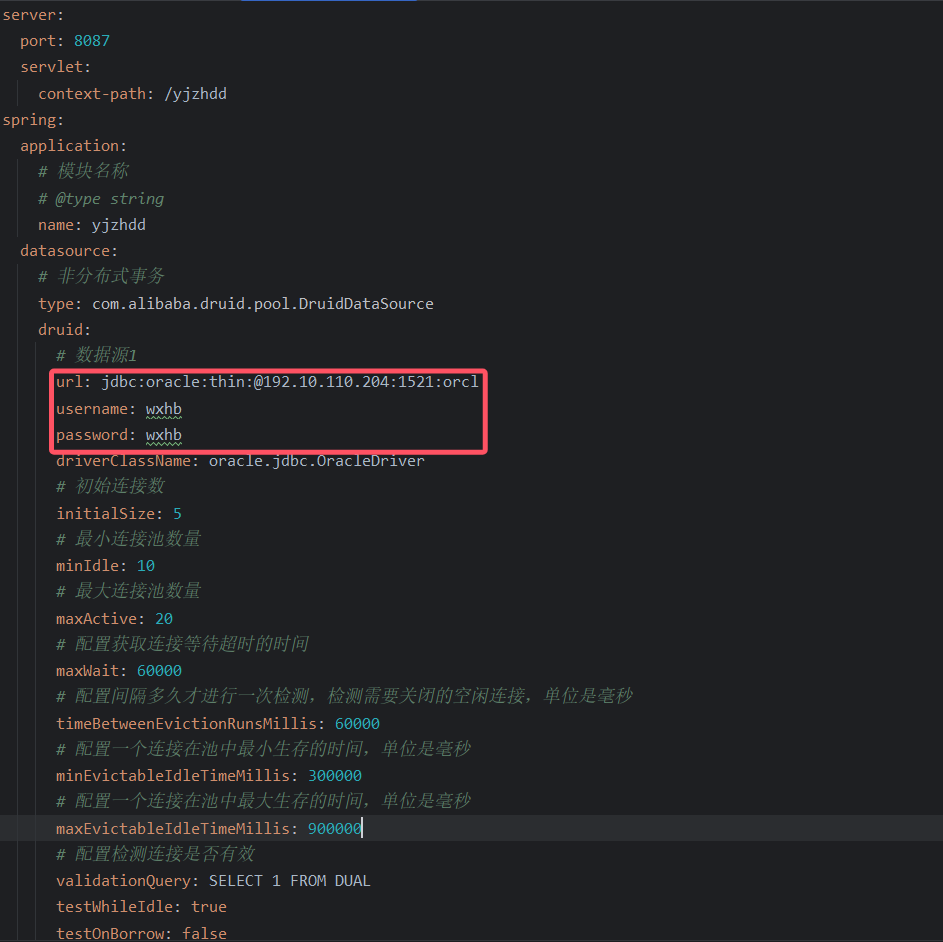 server:
port: 8087
servlet:
context-path: /yjzhdd
spring:
application:
# 模块名称
# @type string
name: yjzhdd
datasource:
# 非分布式事务
type: com.alibaba.druid.pool.DruidDataSource
druid:
# 数据源1
url: jdbc:oracle:thin:@192.10.110.204:1521:orcl
username: wxhb
password: wxhb
driverClassName: oracle.jdbc.OracleDriver
# 初始连接数
initialSize: 5
# 最小连接池数量
minIdle: 10
# 最大连接池数量
maxActive: 20
# 配置获取连接等待超时的时间
maxWait: 60000
# 配置间隔多久才进行一次检测，检测需要关闭的空闲连接，单位是毫秒
timeBetweenEvictionRunsMillis: 60000
# 配置一个连接在池中最小生存的时间，单位是毫秒
minEvictableIdleTimeMillis: 300000
# 配置一个连接在池中最大生存的时间，单位是毫秒
maxEvictableIdleTimeMillis: 900000
# 配置检测连接是否有效
validationQuery: SELECT 1 FROM DUAL
testWhileIdle: true
testOnBorrow: false